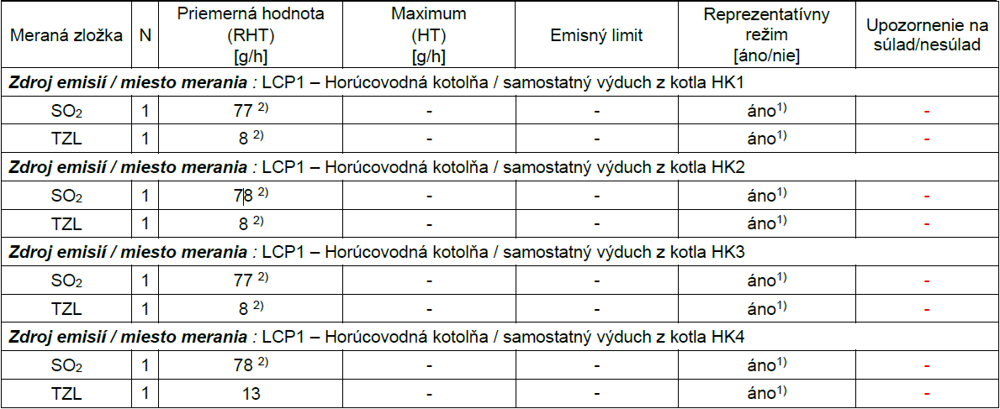 Meraná zložka N Priemerná hodnota (RHT) [g/h] Maximum (HT) [g/h] Emisný limit Reprezentatívny režim [áno/nie] Upozornenie na súlad/nesúlad
Zdroj emisií / miesto merania : LCP1 – Horúcovodná kotolňa / samostatný výduch z kotla HK1
SO2 1 77 2) - - áno1) -
TZL 1 8 2) - - áno1) -
Zdroj emisií / miesto merania : LCP1 – Horúcovodná kotolňa / samostatný výduch z kotla HK2
SO2 1 78 2) - - áno1) -
TZL 1 8 2) - - áno1) -
Zdroj emisií / miesto merania : LCP1 – Horúcovodná kotolňa / samostatný výduch z kotla HK3
SO2 1 77 2) - - áno1) -
TZL 1 8 2) - - áno1) -
Zdroj emisií / miesto merania : LCP1 – Horúcovodná kotolňa / samostatný výduch z kotla HK4
SO2 1 78 2) - - áno1) -
TZL 1 13 - - áno1) -